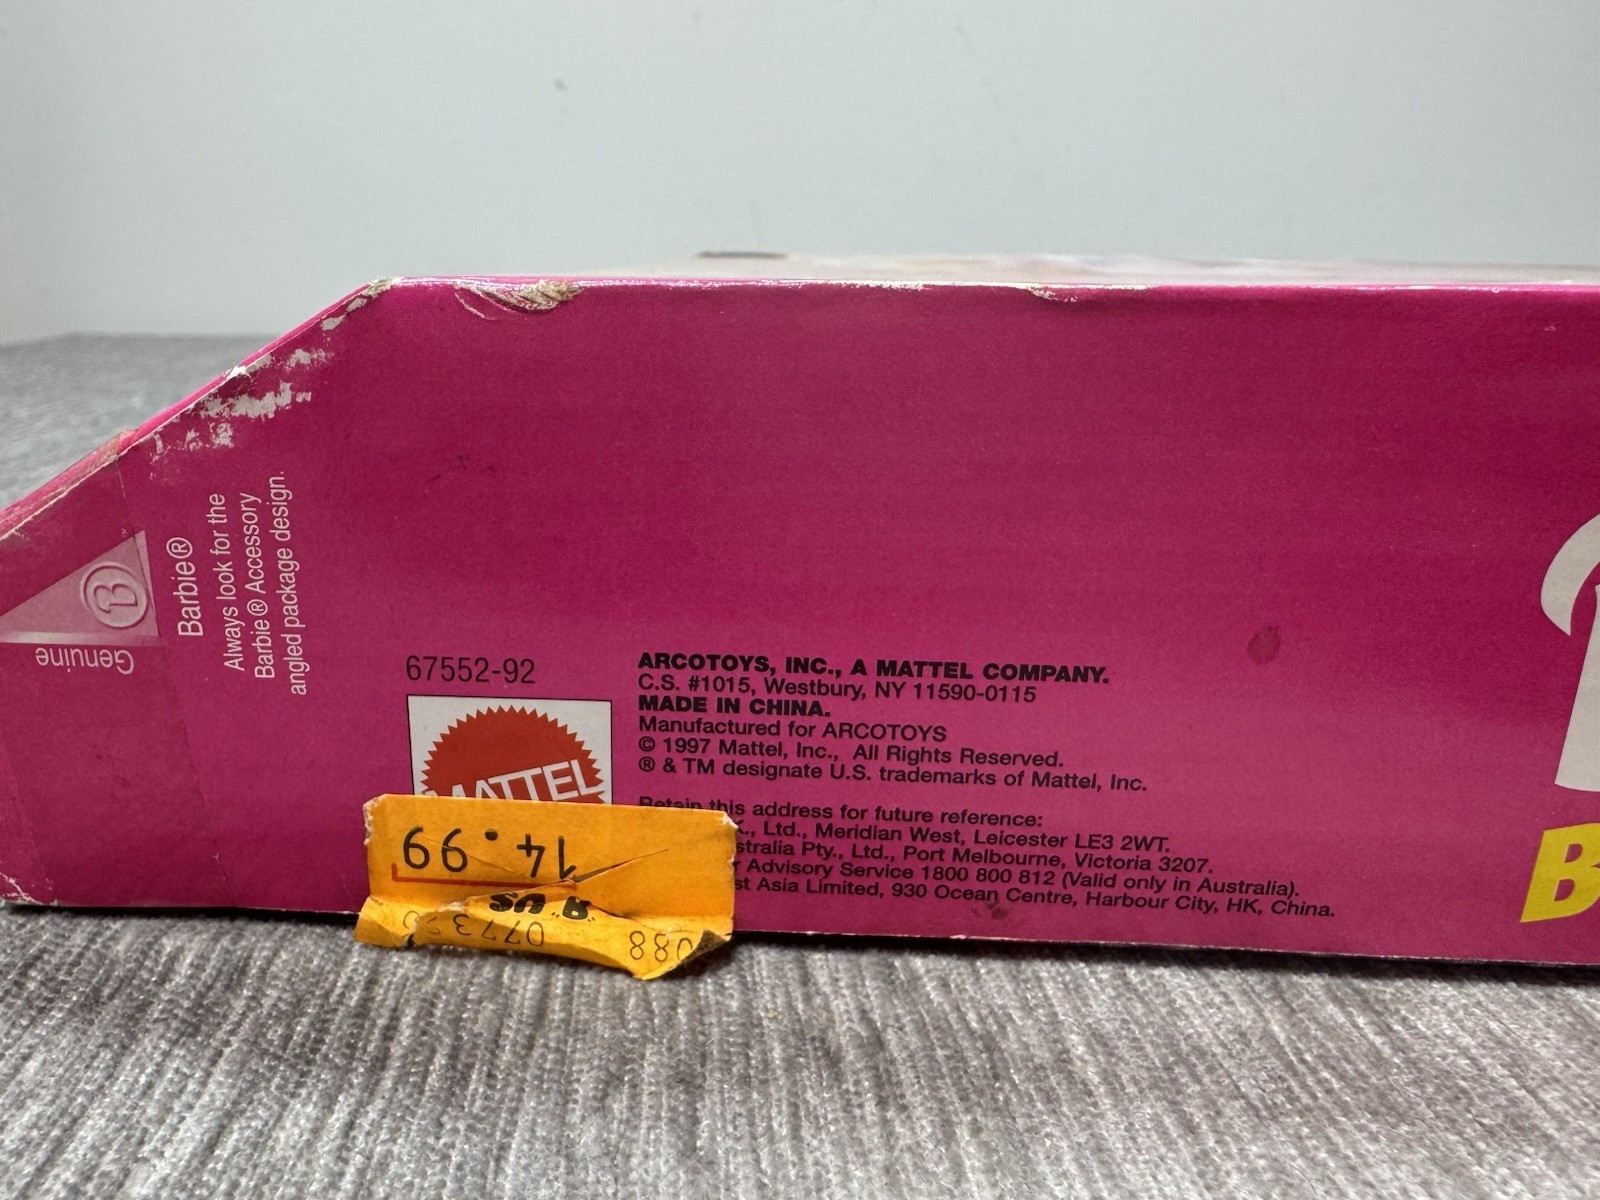 Genuine
B
Barbie®
Always look for the
Barbie® Accessory
angled package design.
67552-92
MATTEL
ARCOTOYS, INC., A MATTEL COMPANY.
C.S. #1015, Westbury, NY 11590-0115
MADE IN CHINA.
Manufactured for ARCOTOYS
© 1997 Mattel, Inc., All Rights Reserved.
® & TM designate U.S. trademarks of Mattel, Inc.
Retain this address for future reference:
Ltd., Meridian West, Leicester LE3 2WT.
Pty., Ltd., Port Melbourne, Victoria 3207.
Advisory Service 1800 800 812 (Valid only in Australia).
Asia Limited, 930 Ocean Centre, Harbour City, HK, China.
14.99
"R" US
B